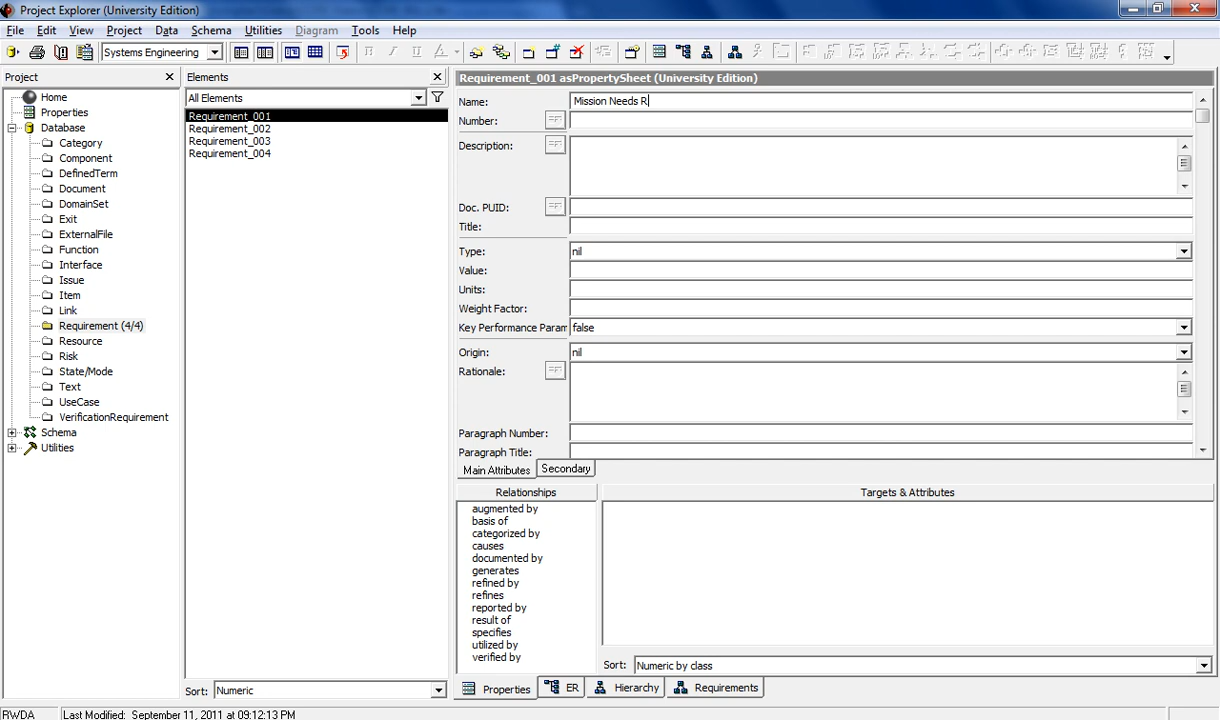 Project Explorer (University Edition)
File Edit View Project Data Schema Utilities Diagram Tools Help
Systems Engineering
B I U A
Project
Home
Properties
Database
Category
Component
DefinedTerm
Document
DomainSet
Exit
ExternalFile
Function
Interface
Issue
Item
Link
Requirement (4/4)
Resource
Risk
State/Mode
Text
UseCase
VerificationRequirement
Schema
Utilities
Elements
All Elements
Requirement_001
Requirement_002
Requirement_003
Requirement_004
Sort: Numeric
Requirement_001 asPropertySheet (University Edition)
Name: Mission Needs R
Number:
Description:
Doc. PUID:
Title:
Type: nil
Value:
Units:
Weight Factor:
Key Performance Param false
Origin: nil
Rationale:
Paragraph Number:
Paragraph Title:
Main Attributes Secondary
Relationships
augmented by
basis of
categorized by
causes
documented by
generates
refined by
refines
reported by
result of
specifies
utilized by
verified by
Targets & Attributes
Sort: Numeric by class
Properties ER Hierarchy Requirements
RWDA Last Modified: September 11, 2011 at 09:12:13 PM